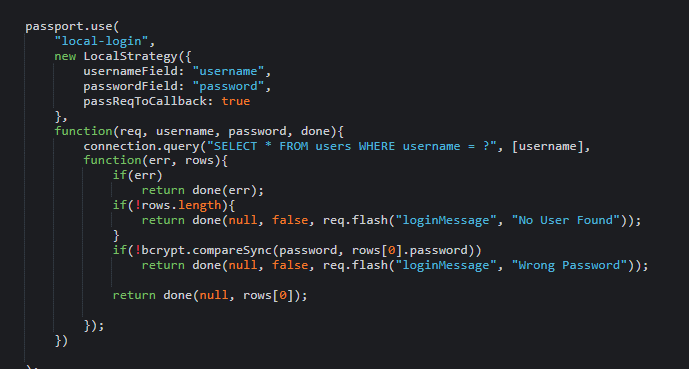 passport.use(
    "local-login",
    new LocalStrategy({
        usernameField: "username",
        passwordField: "password",
        passReqToCallback: true
    },
    function(req, username, password, done){
        connection.query("SELECT * FROM users WHERE username = ?", [username],
        function(err, rows){
            if(err)
                return done(err);
            if(!rows.length){
                return done(null, false, req.flash("loginMessage", "No User Found"));
            }
            if(!bcrypt.compareSync(password, rows[0].password))
                return done(null, false, req.flash("loginMessage", "Wrong Password"));
            return done(null, rows[0]);
        });
    })
);